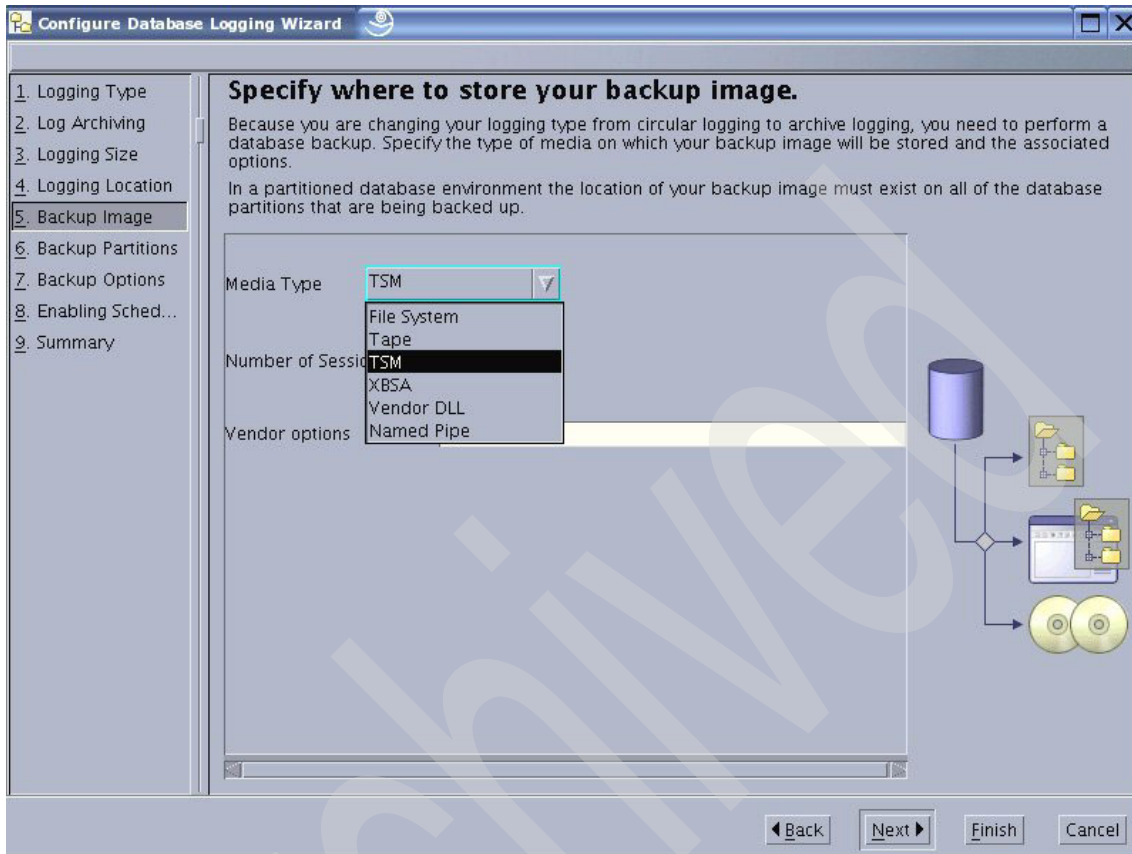 Configure Database Logging Wizard
1. Logging Type
2. Log Archiving
3. Logging Size
4. Logging Location
5. Backup Image
6. Backup Partitions
7. Backup Options
8. Enabling Sched...
9. Summary
Specify where to store your backup image.
Because you are changing your logging type from circular logging to archive logging, you need to perform a
database backup. Specify the type of media on which your backup image will be stored and the associated
options.
In a partitioned database environment the location of your backup image must exist on all of the database
partitions that are being backed up.
Media Type TSM
File System
Tape
Number of Sessio
TSM
XBSA
Vendor DLL
Vendor options
Named Pipe
Back Next Finish Cancel